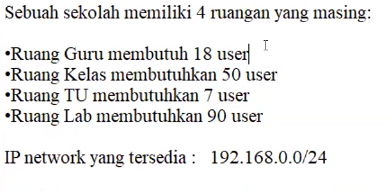 Sebuah sekolah memiliki 4 ruangan yang masing:
•Ruang Guru membutuh 18 user
•Ruang Kelas membutuhkan 50 user
•Ruang TU membutuhkan 7 user
•Ruang Lab membutuhkan 90 user
IP network yang tersedia : 192.168.0.0/24